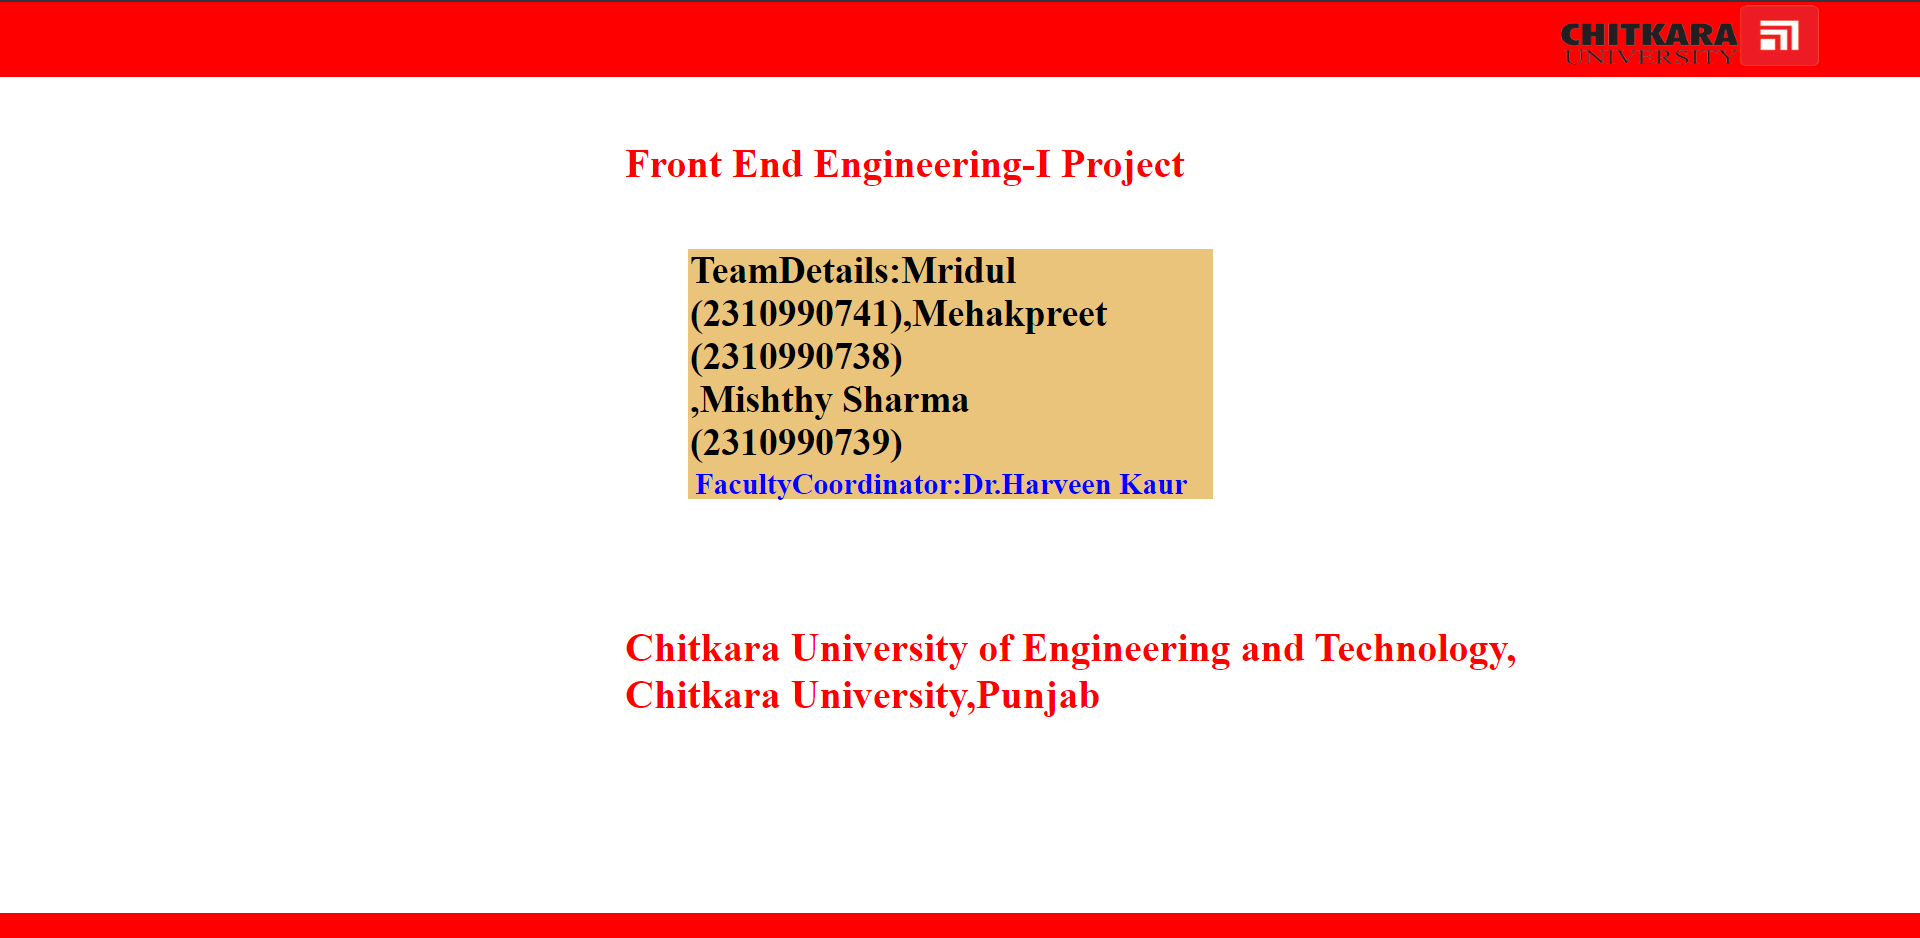 CHITKARA
UNIVERSITY
Front End Engineering-I Project
TeamDetails:Mridul
(2310990741),Mehakpreet
(2310990738)
,Mishthy Sharma
(2310990739)
FacultyCoordinator:Dr.Harveen Kaur
Chitkara University of Engineering and Technology,
Chitkara University,Punjab